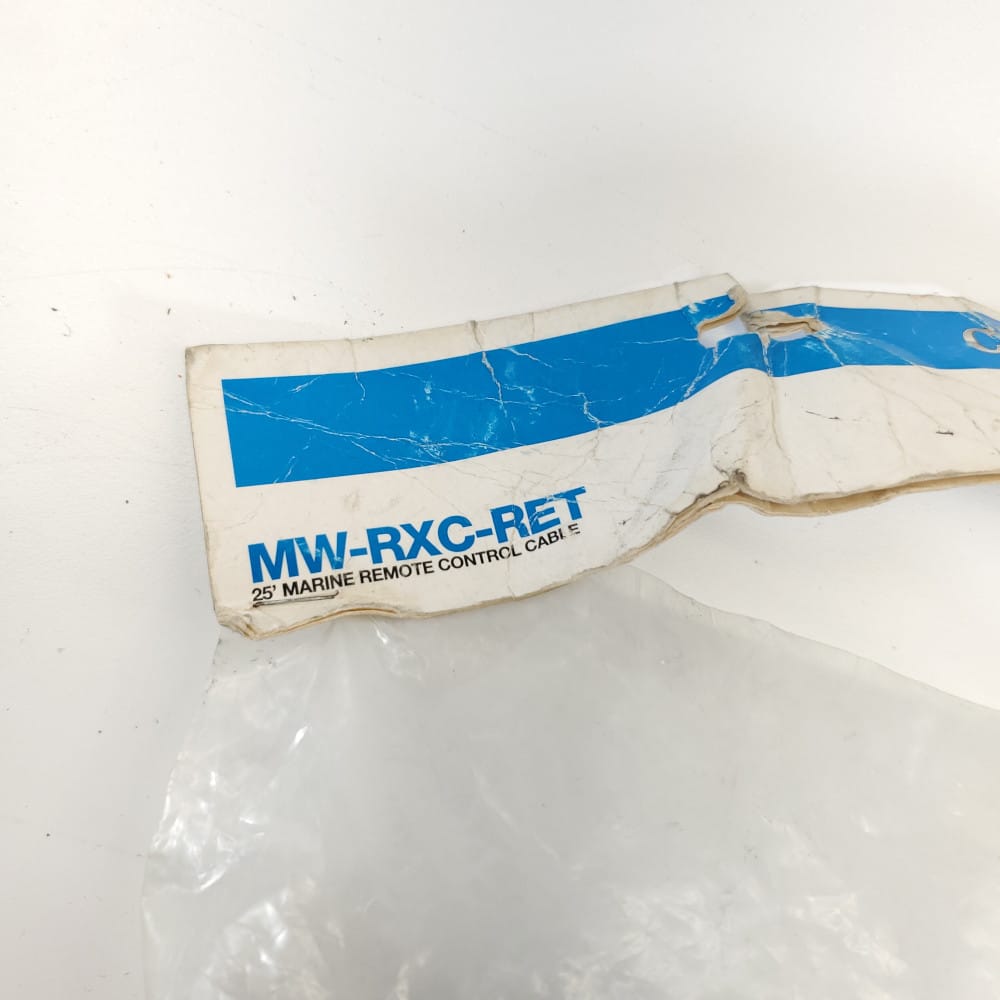 MW-RXC-RET
25' MARINE REMOTE CONTROL CABLE
C